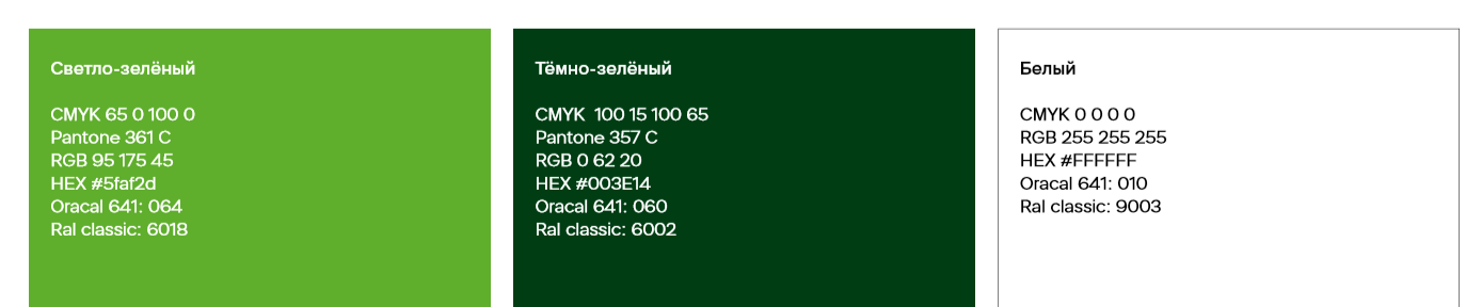 Светло-зелёный
CMYK 65 0 100 0
Pantone 361 C
RGB 95 175 45
HEX #5faf2d
Oracal 641: 064
Ral classic: 6018
Тёмно-зелёный
CMYK  100 15 100 65
Pantone 357 C
RGB 0 62 20
HEX #003E14
Oracal 641: 060
Ral classic: 6002
Белый
CMYK 0 0 0 0
RGB 255 255 255
HEX #FFFFFF
Oracal 641: 010
Ral classic: 9003